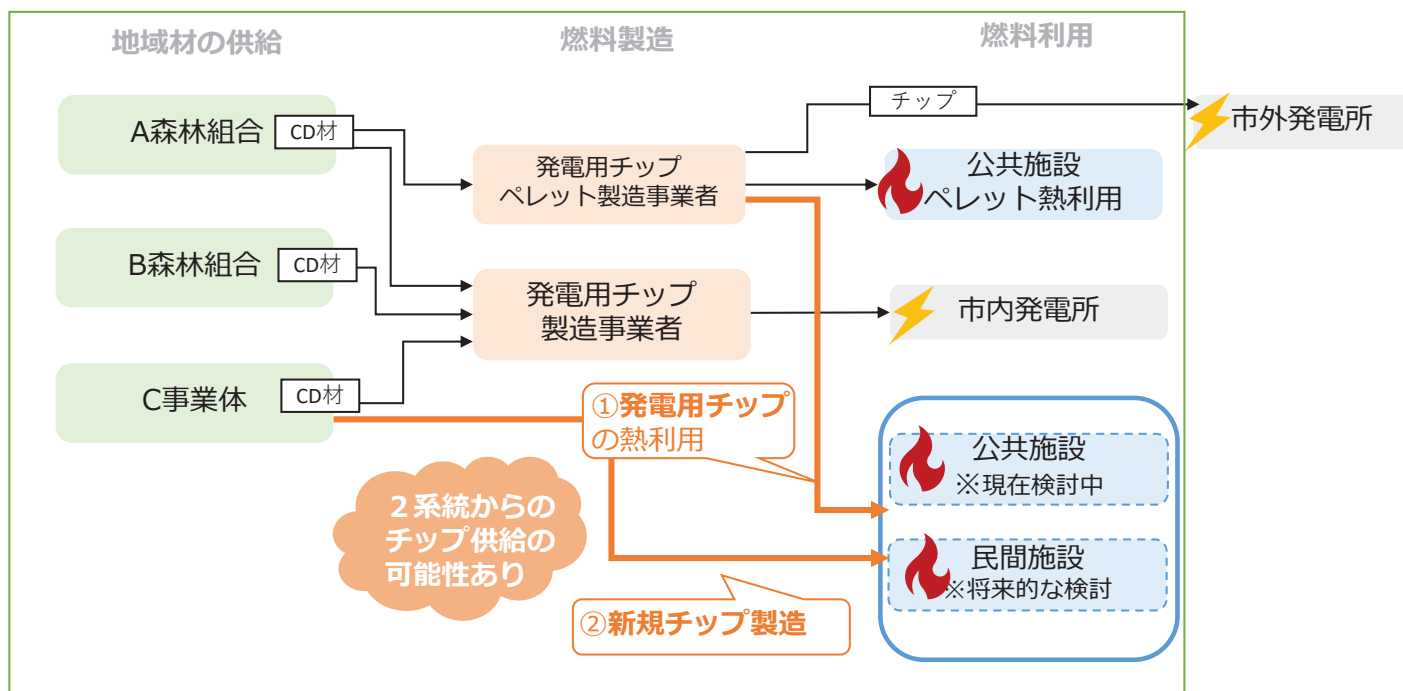 地域材の供給
燃料製造
燃料利用
チップ
市外発電所
A森林組合
CD材
発電用チップ
ペレット製造事業者
公共施設
ペレット熱利用
B森林組合
CD材
発電用チップ
製造事業者
市内発電所
C事業体
CD材
①発電用チップ
の熱利用
公共施設
※現在検討中
２系統からの
チップ供給の
可能性あり
民間施設
※将来的な検討
②新規チップ製造